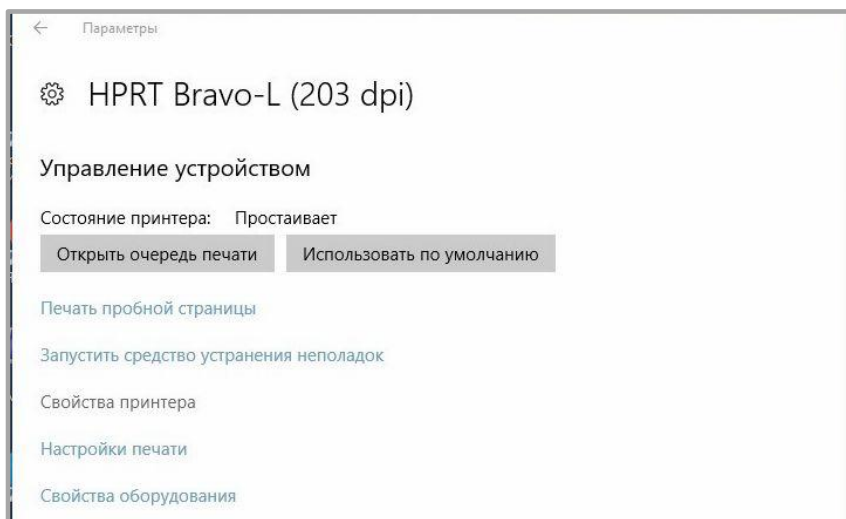 Параметры
HPRT Bravo-L (203 dpi)
Управление устройством
Состояние принтера: Простаивает
Открыть очередь печати Использовать по умолчанию
Печать пробной страницы
Запустить средство устранения неполадок
Свойства принтера
Настройки печати
Свойства оборудования